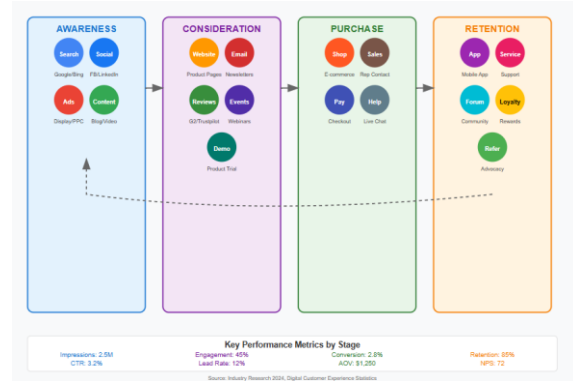 AWARENESS
Search Social
Google/Bing FB/LinkedIn
Ads Content
Display/PPC Blog/Video
CONSIDERATION
Website Email
Product Pages Newsletters
Reviews Events
G2/Trustpilot Webinars
Demo
Product Trial
PURCHASE
Shop Sales
E-commerce Rep Contact
Pay Help
Checkout Live Chat
RETENTION
App Service
Mobile App Support
Forum Loyalty
Community Rewards
Refer
Advocacy
Key Performance Metrics by Stage
Impressions: 2.5M Engagement: 45% Conversion: 2.8% Retention: 85%
CTR: 3.2% Lead Rate: 12% AOV: $1,250 NPS: 72
Source: Industry Research 2024, Digital Customer Experience Statistics